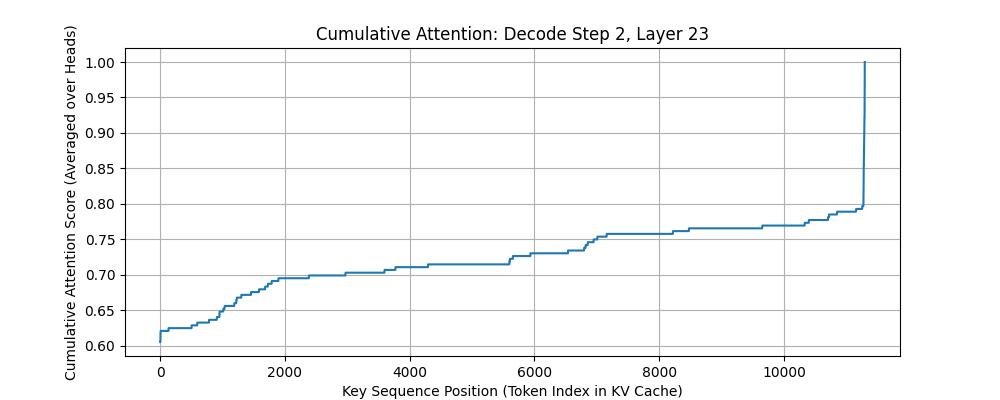 Cumulative Attention: Decode Step 2, Layer 23
Cumulative Attention Score (Averaged over Heads)
1.00
0.95
0.90
0.85
0.80
0.75
0.70
0.65
0.60
0 2000 4000 6000 8000 10000
Key Sequence Position (Token Index in KV Cache)